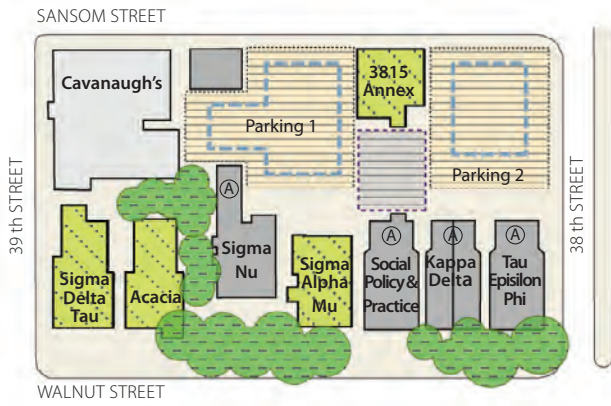 SANSOM STREET
Cavanaugh's
3815
Annex
Parking 1
Parking 2
39 th STREET
38 th STREET
A
Sigma
Nu
Sigma
Delta
Tau
Acacia
Sigma
Alpha
Mu
A
Social
Policy &
Practice
A
Kappa
Delta
A
Tau
Episilon
Phi
WALNUT STREET